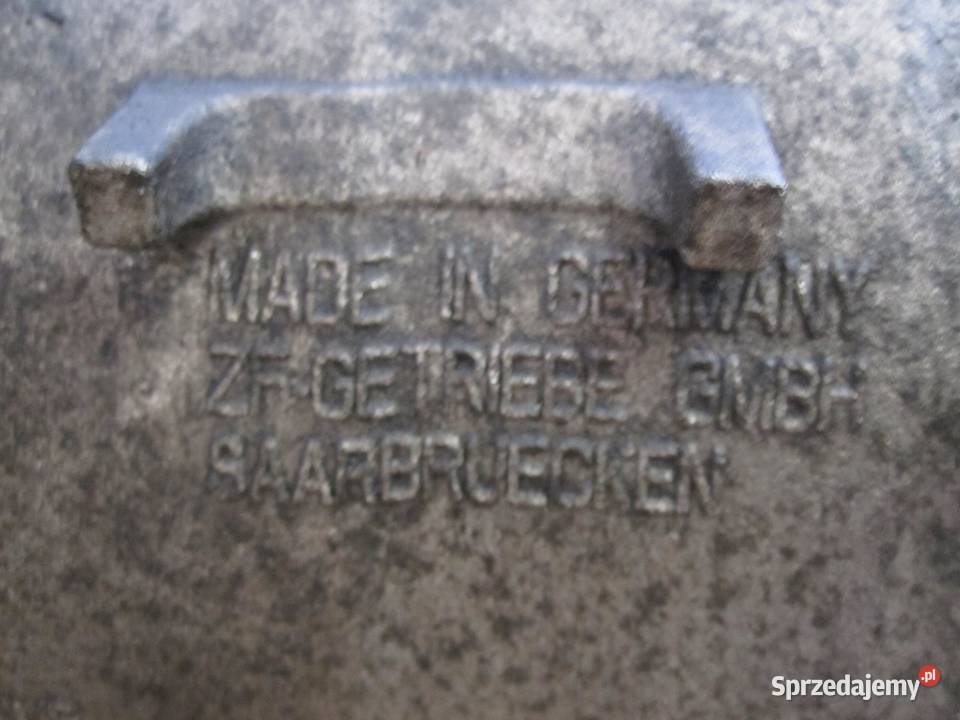 MADE IN GERMANY
ZF-GETRIEBE GMBH
SAARBRUECKEN
Sprzedajemy.pl